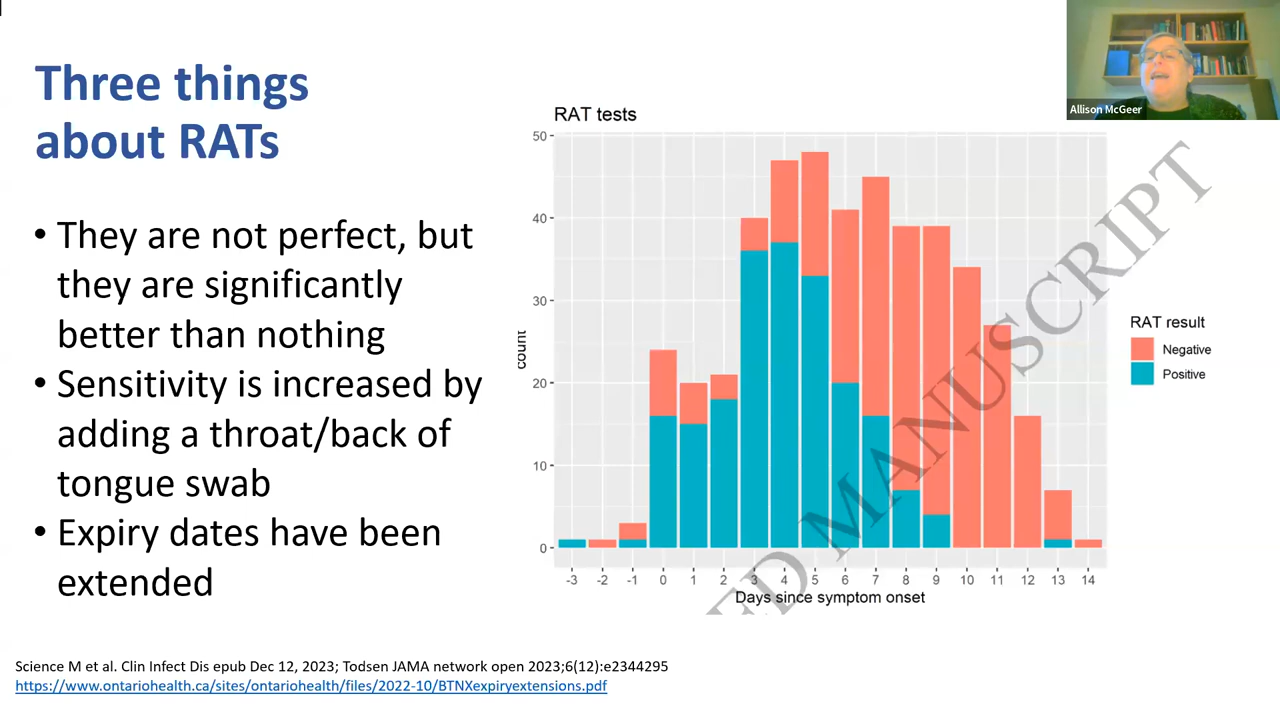 Three things
about RATs
• They are not perfect, but
they are significantly
better than nothing
• Sensitivity is increased by
adding a throat/back of
tongue swab
• Expiry dates have been
extended
Allison McGeer
RAT tests
50
40
30
20
10
0
count
-3 -2 -1 0 1 2 3 4 5 6 7 8 9 10 11 12 13 14
Days since symptom onset
RAT result
Negative
Positive
ED MANUSCRIPT
Science M et al. Clin Infect Dis epub Dec 12, 2023; Todsen JAMA network open 2023;6(12):e2344295
https://www.ontariohealth.ca/sites/ontariohealth/files/2022-10/BTNXexpiryextensions.pdf